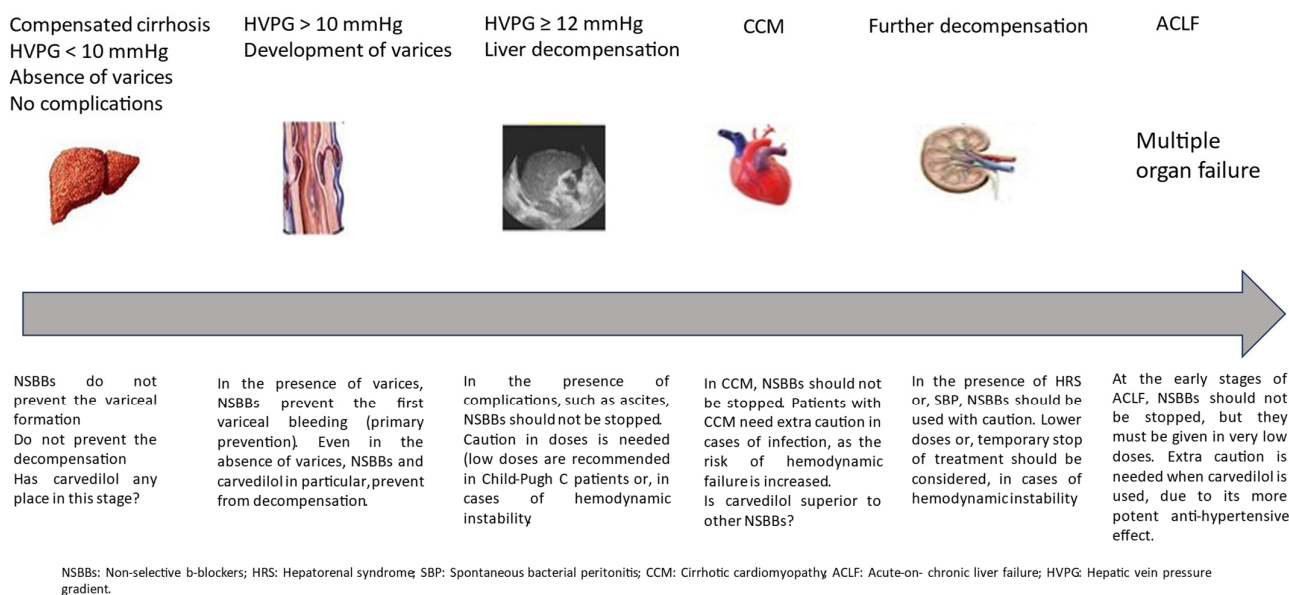 Compensated cirrhosis
HVPG < 10 mmHg
Absence of varices
No complications
HVPG > 10 mmHg
Development of varices
HVPG ≥ 12 mmHg
Liver decompensation
CCM
Further decompensation
ACLF
Multiple
organ failure
NSBBs do not
prevent the variceal
formation
Do not prevent the
decompensation
Has carvedilol any
place in this stage?
In the presence of varices,
NSBBs prevent the first
variceal bleeding (primary
prevention). Even in the
absence of varices, NSBBs and
carvedilol in particular, prevent
from decompensation.
In the presence of
complications, such as ascites,
NSBBs should not be stopped.
Caution in doses is needed
(low doses are recommended
in Child-Pugh C patients or, in
cases of hemodynamic
instability
In CCM, NSBBs should not
be stopped. Patients with
CCM need extra caution in
cases of infection, as the
risk of hemodynamic
failure is increased.
Is carvedilol superior to
other NSBBs?
In the presence of HRS
or, SBP, NSBBs should be
used with caution. Lower
doses or, temporary stop
of treatment should be
considered, in cases of
hemodynamic instability
At the early stages of
ACLF, NSBBs should not
be stopped, but they
must be given in very low
doses. Extra caution is
needed when carvedilol is
used, due to its more
potent anti-hypertensive
effect.
NSBBs: Non-selective b-blockers; HRS: Hepatorenal syndrome; SBP: Spontaneous bacterial peritonitis; CCM: Cirrhotic cardiomyopathy, ACLF: Acute-on- chronic liver failure; HVPG: Hepatic vein pressure
gradient.